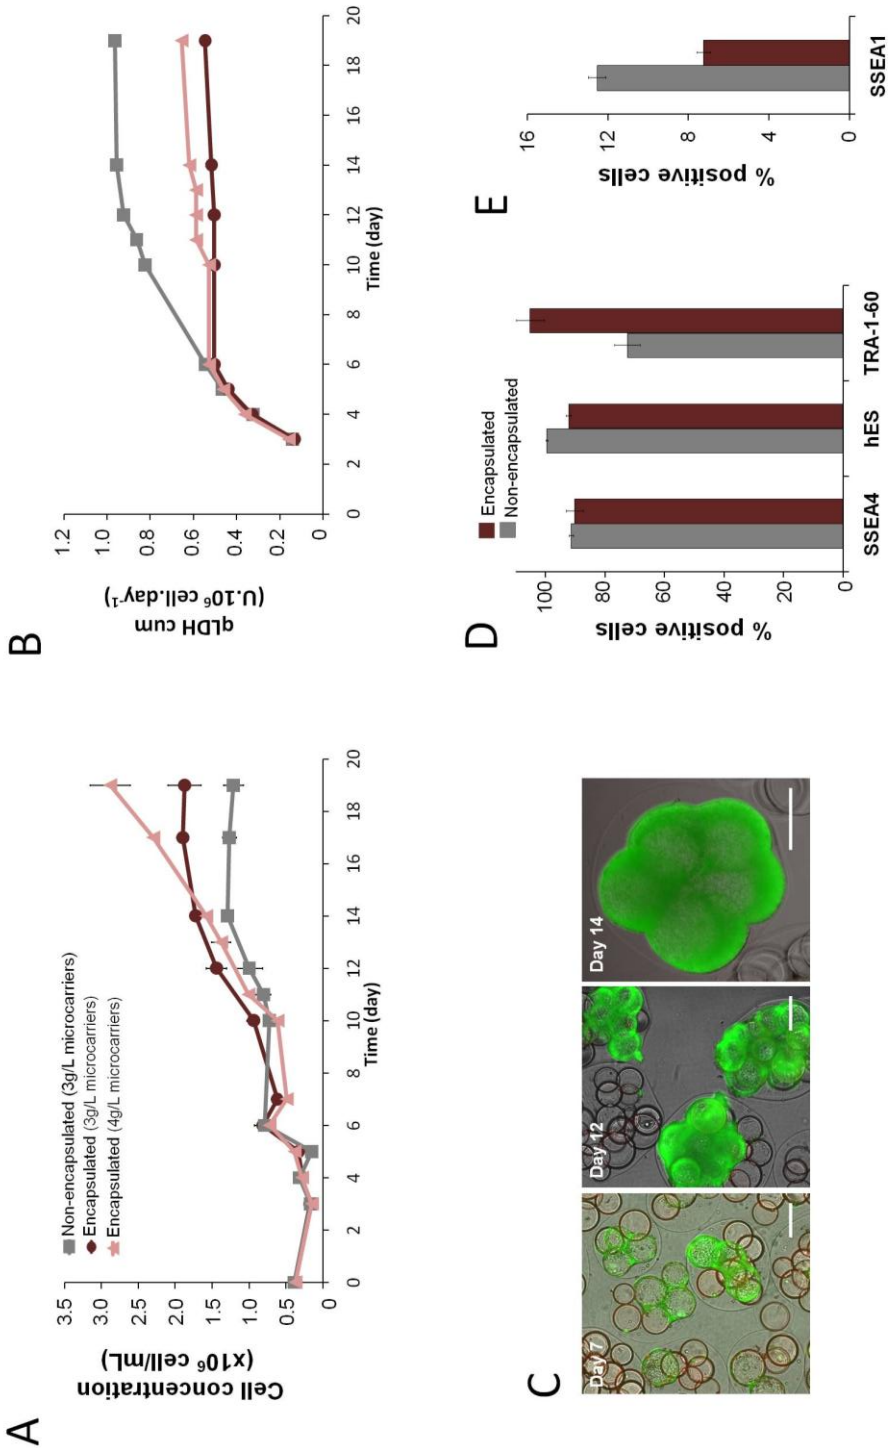 A
Cell concentration
(x10⁶ cell/mL)
3.5
3.0
2.5
2.0
1.5
1.0
0.5
0
Non-encapsulated (3g/L microcarriers)
Encapsulated (3g/L microcarriers)
Encapsulated (4g/L microcarriers)
0 2 4 6 8 10 12 14 16 18 20
Time (day)
B
qLDH cum
(U.10⁶ cell.day⁻¹)
1.2
1.0
0.8
0.6
0.4
0.2
0
0 2 4 6 8 10 12 14 16 18 20
Time (day)
C
Day 7
Day 12
Day 14
D
% positive cells
100
80
60
40
20
0
Encapsulated
Non-encapsulated
SSEA4 hES TRA-1-60
E
% positive cells
16
12
8
4
0
SSEA1